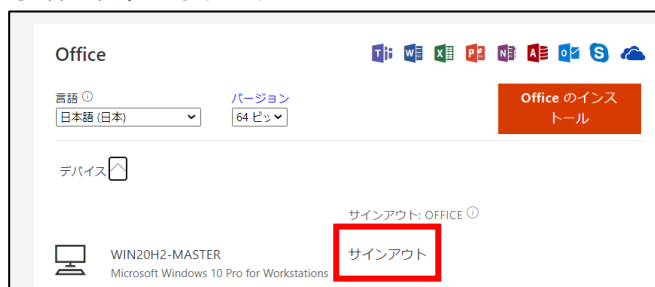 Office
言語
バージョン
日本語 (日本)
64 ビッ
Office のインス
トール
デバイス
サインアウト: OFFICE
WIN20H2-MASTER
サインアウト
Microsoft Windows 10 Pro for Workstations